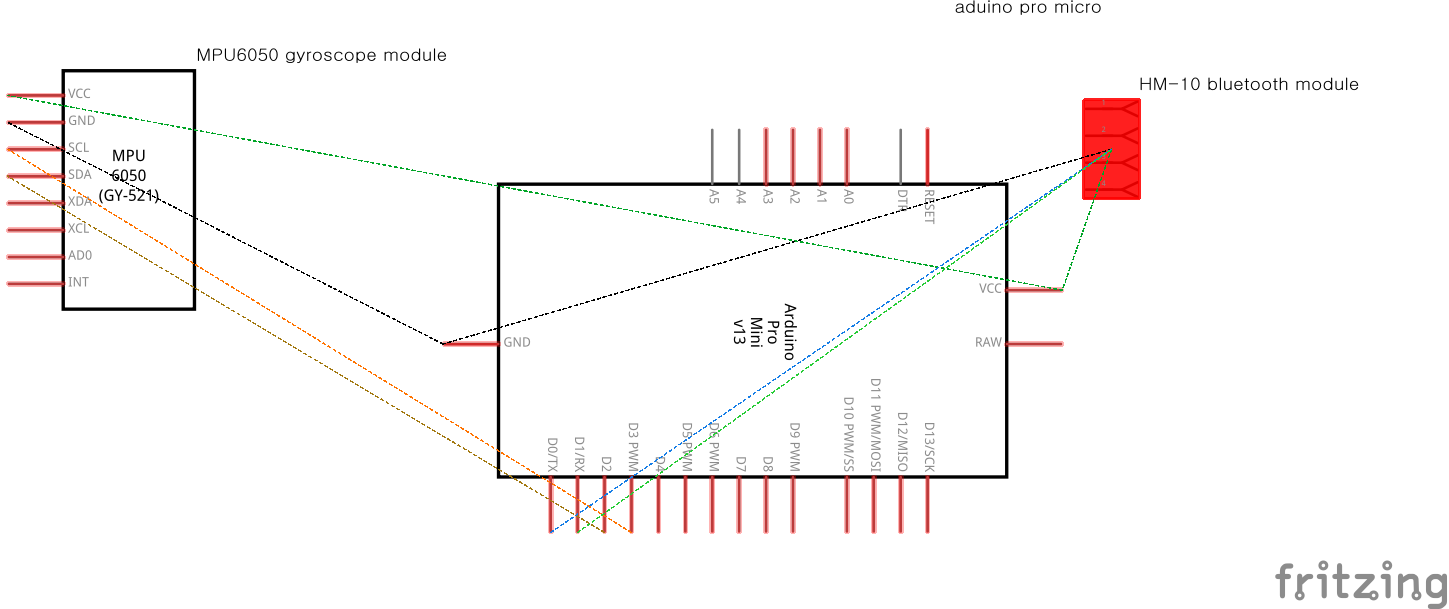 aduino pro micro
MPU6050 gyroscope module
HM-10 bluetooth module
VCC
GND
SCL
SDA
XDA
XCL
AD0
INT
MPU
6050
(GY-521)
A5
A4
A3
A2
A1
A0
DTR
RESET
VCC
RAW
GND
Arduino
Pro
Mini
v13
D0/TX
D1/RX
D2
D3 PWM
D4
D5 PWM
D6 PWM
D7
D8
D9 PWM
D10 PWM/SS
D11 PWM/MOSI
D12/MISO
D13/SCK
fritzing